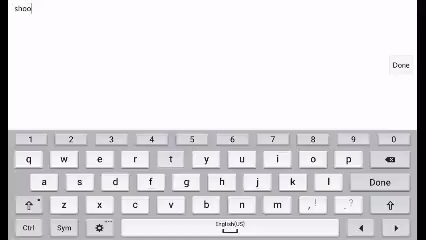 shoo
Done
1 2 3 4 5 6 7 8 9 0
q w e r t y u i o p
a s d f g h j k l Done
z x c v b n m , ! . ?
Ctrl Sym English(US)